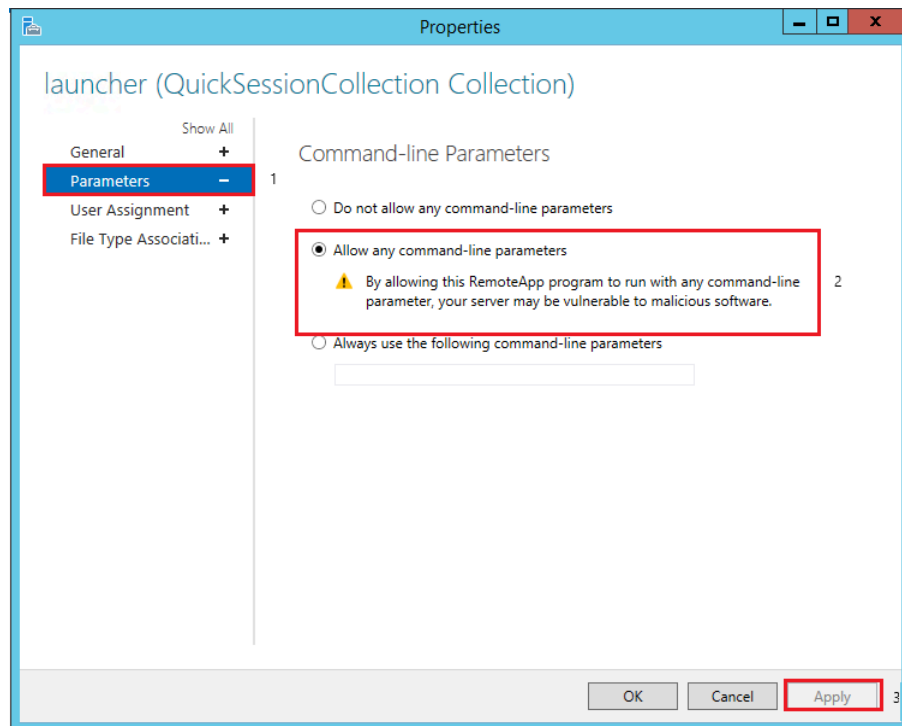 Properties
launcher (QuickSessionCollection Collection)
Show All
General +
Parameters −
1
User Assignment +
File Type Associati... +
Command-line Parameters
Do not allow any command-line parameters
Allow any command-line parameters
By allowing this RemoteApp program to run with any command-line
parameter, your server may be vulnerable to malicious software.
2
Always use the following command-line parameters
OK Cancel Apply 3